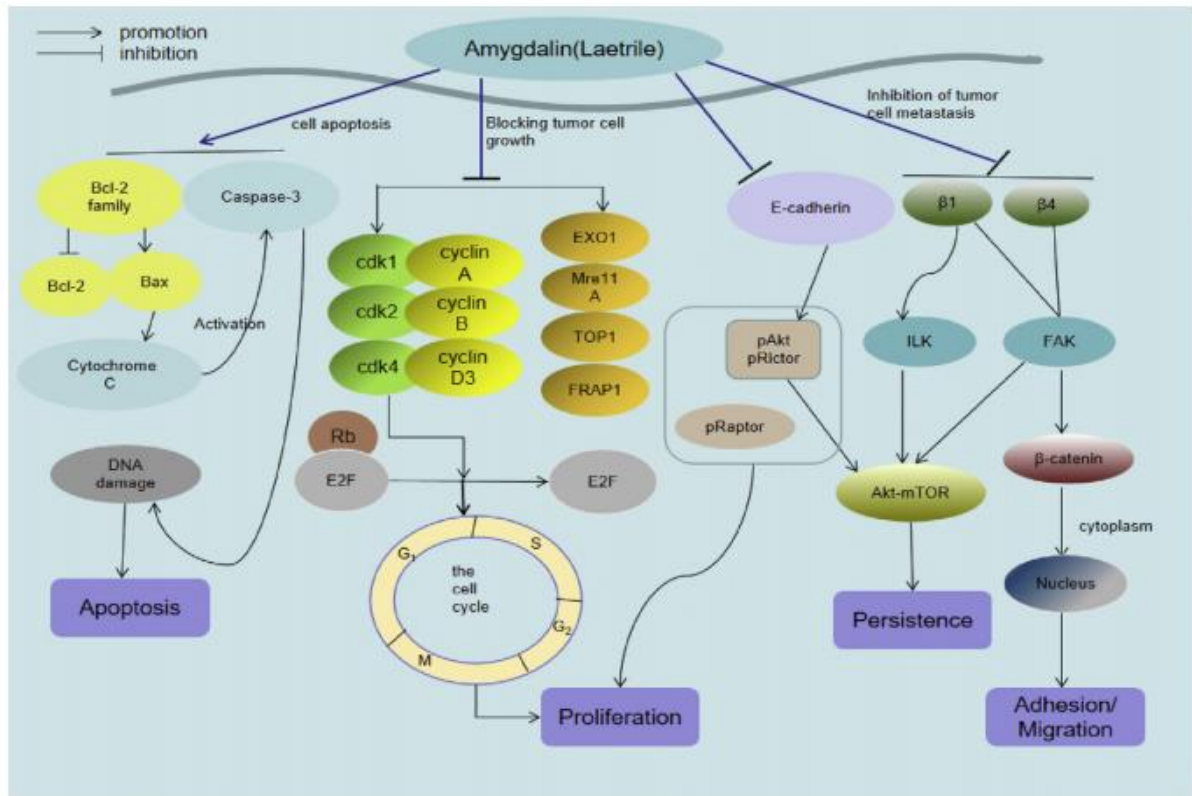 promotion
inhibition
Amygdalin(Laetrile)
cell apoptosis
Blocking tumor cell
growth
Inhibition of tumor
cell metastasis
Bcl-2
family
Caspase-3
E-cadherin
β1
β4
Bcl-2
Bax
Activation
Cytochrome
C
cdk1
cyclin
A
cdk2
cyclin
B
cdk4
cyclin
D3
EXO1
Mre11
A
TOP1
FRAP1
pAkt
pRictor
pRaptor
ILK
FAK
Rb
E2F
E2F
DNA
damage
Akt-mTOR
β-catenin
cytoplasm
Nucleus
G₁
S
G₂
M
the
cell
cycle
Apoptosis
Proliferation
Persistence
Adhesion/
Migration